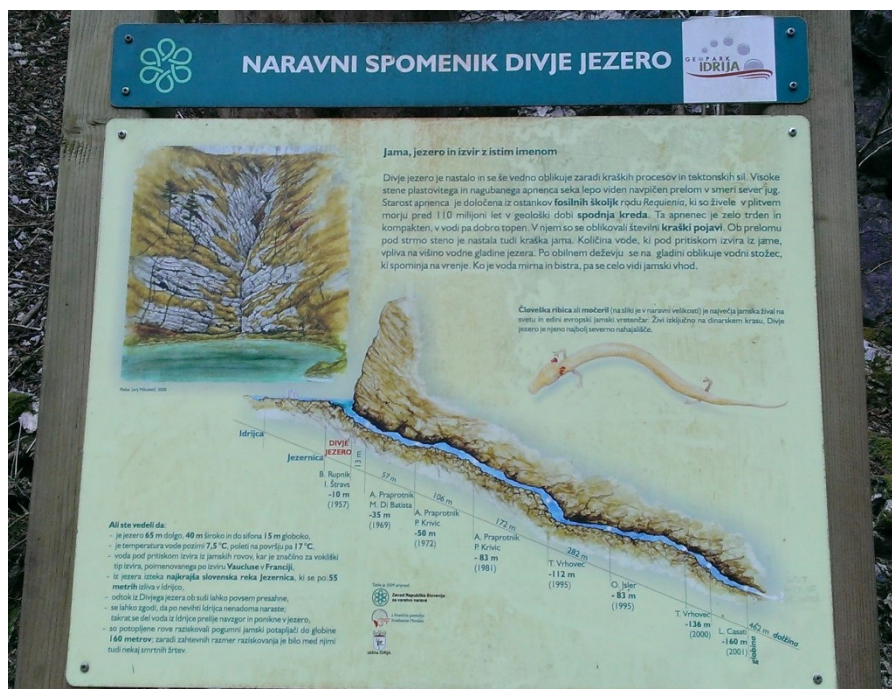 NARAVNI SPOMENIK DIVJE JEZERO
GEOPARK
IDRIJA
Jama, jezero in izvir z istim imenom
Divje jezero je nastalo in se še vedno oblikuje zaradi kraških procesov in tektonskih sil. Visoke
stene plastovitega in nagubanega apnenca seka lepo viden navpičen prelom v smeri sever jug.
Starost apnenca je določena iz ostankov fosilnih školjk rodu Requienia, ki so živele v plitvem
morju pred 110 milijoni let v geološki dobi spodnja kreda. Ta apnenec je zelo trden in
kompakten, v vodi pa dobro topen. V njem so se oblikovali številni kraški pojavi. Ob prelomu
pod strmo steno je nastala tudi kraška jama. Količina vode, ki pod pritiskom izvira iz jame,
vpliva na višino vodne gladine jezera. Po obilnem deževju se na gladini oblikuje vodni stožec,
ki spominja na vrenje. Ko je voda mirna in bistra, pa se celo vidi jamski vhod.
Človeška ribica ali močeril (na sliki je v naravni velikosti) je največja jamska žival na
svetu in edini evropski jamski vretenčar. Živi izključno na dinarskem krasu, Divje
jezero je njeno najbolj severno nahajališče.
Idrijca
Jezernica
DIVJE
JEZERO
13 m
57 m
106 m
172 m
282 m
462 m dolžina
globina
B. Rupnik
I. Štravs
-10 m
(1957)
A. Praprotnik
M. Di Batista
-35 m
(1969)
A. Praprotnik
P. Krivic
-50 m
(1972)
A. Praprotnik
P. Krivic
- 83 m
(1981)
T. Vrhovec
-112 m
(1995)
O. Isler
- 83 m
(1995)
T. Vrhovec
-136 m
(2000)
L. Casati
-160 m
(2001)
Ali ste vedeli da:
- je jezero 65 m dolgo, 40 m široko in do sifona 15 m globoko,
- je temperatura vode pozimi 7,5 °C, poleti na površju pa 17 °C,
- voda pod pritiskom izvira iz jamskih rovov, kar je značilno za vokliški
tip izvira, poimenovanega po izviru Vaucluse v Franciji,
- iz jezera izteka najkrajša slovenska reka Jezernica, ki se po 55
metrih izliva v Idrijco,
- odtok iz Divjega jezera ob suši lahko povsem presahne,
- se lahko zgodi, da po nevihti Idrijca nenadoma naraste;
takrat se del voda iz Idrijce prelije navzgor in ponikne v jezero,
- so potopljene rove raziskovali pogumni jamski potapljači do globine
160 metrov; zaradi zahtevnih razmer raziskovanja je bilo med njimi
tudi nekaj smrtnih žrtev.
Zavod Republike Slovenije
za varstvo narave